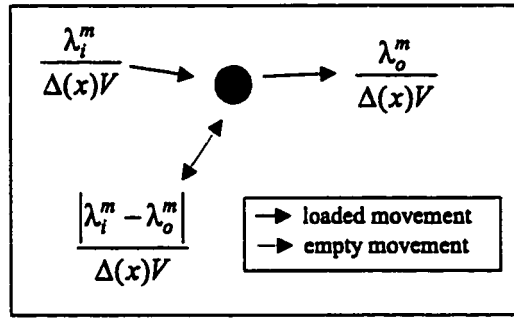 λ_i^m / Δ(x)V
λ_o^m / Δ(x)V
|λ_i^m − λ_o^m| / Δ(x)V
→ loaded movement
→ empty movement